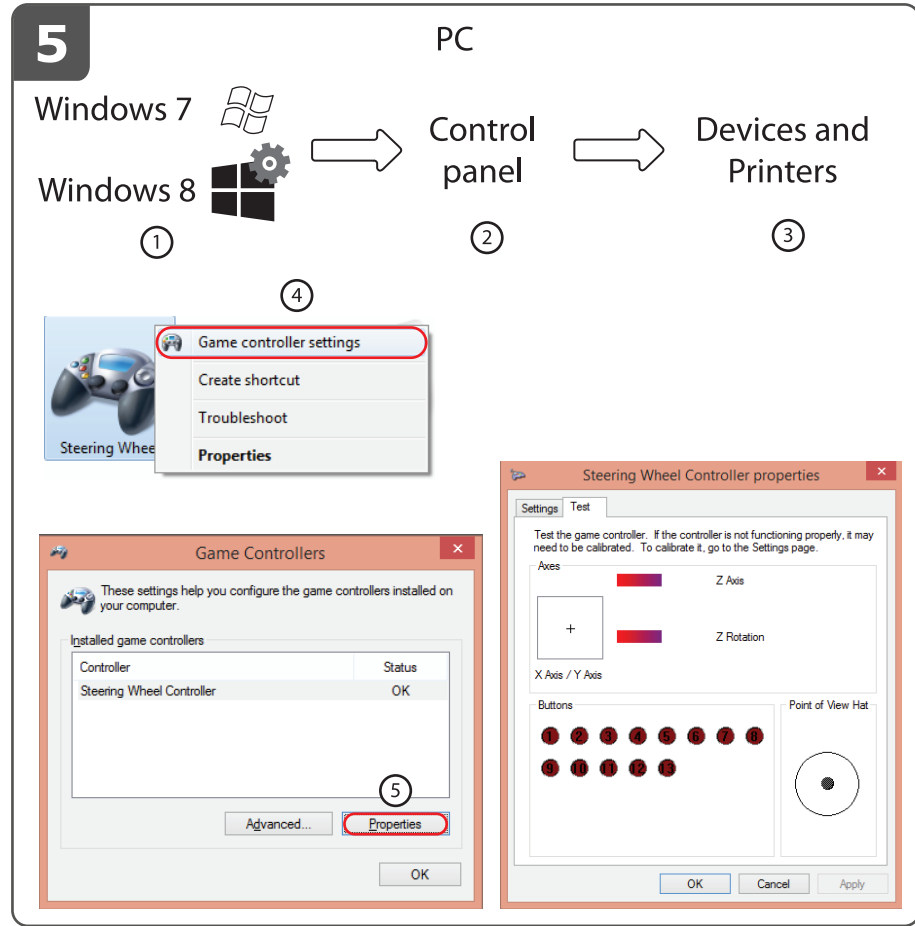 5
PC
Windows 7
Windows 8
Control
panel
Devices and
Printers
1
2
3
4
Game controller settings
Create shortcut
Troubleshoot
Properties
Steering Whee
Game Controllers
These settings help you configure the game controllers installed on
your computer.
Installed game controllers
Controller Status
Steering Wheel Controller OK
5
Advanced... Properties
OK
Steering Wheel Controller properties
Settings Test
Test the game controller. If the controller is not functioning properly, it may
need to be calibrated. To calibrate it, go to the Settings page.
Axes
Z Axis
Z Rotation
X Axis / Y Axis
Buttons
1 2 3 4 5 6 7 8
9 10 11 12 13
Point of View Hat
OK Cancel Apply